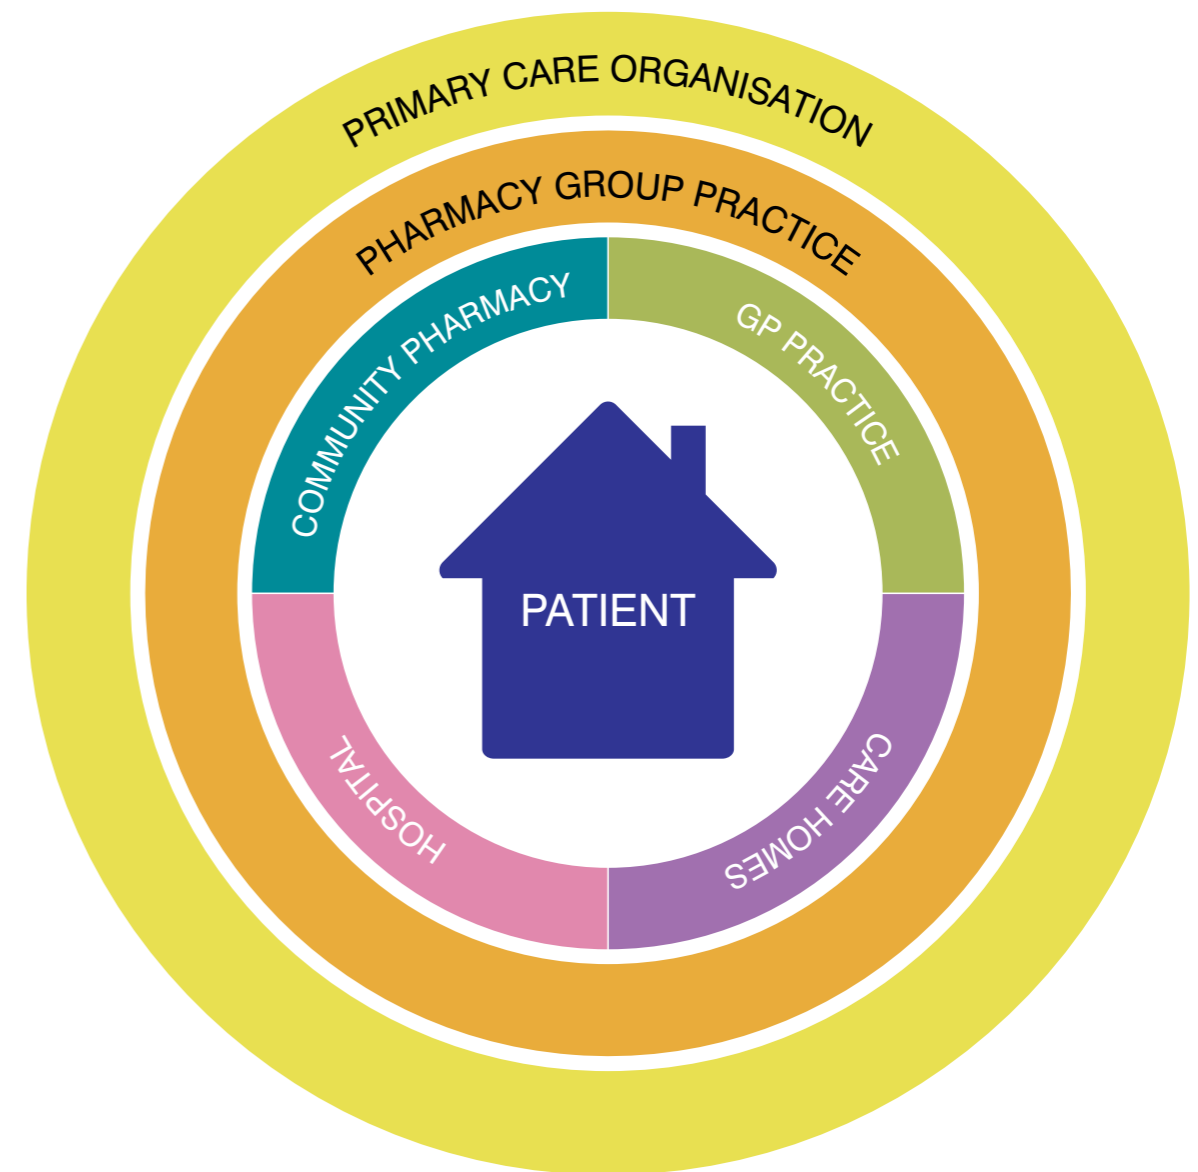 PRIMARY CARE ORGANISATION
PHARMACY GROUP PRACTICE
COMMUNITY PHARMACY
GP PRACTICE
PATIENT
HOSPITAL
CARE HOMES